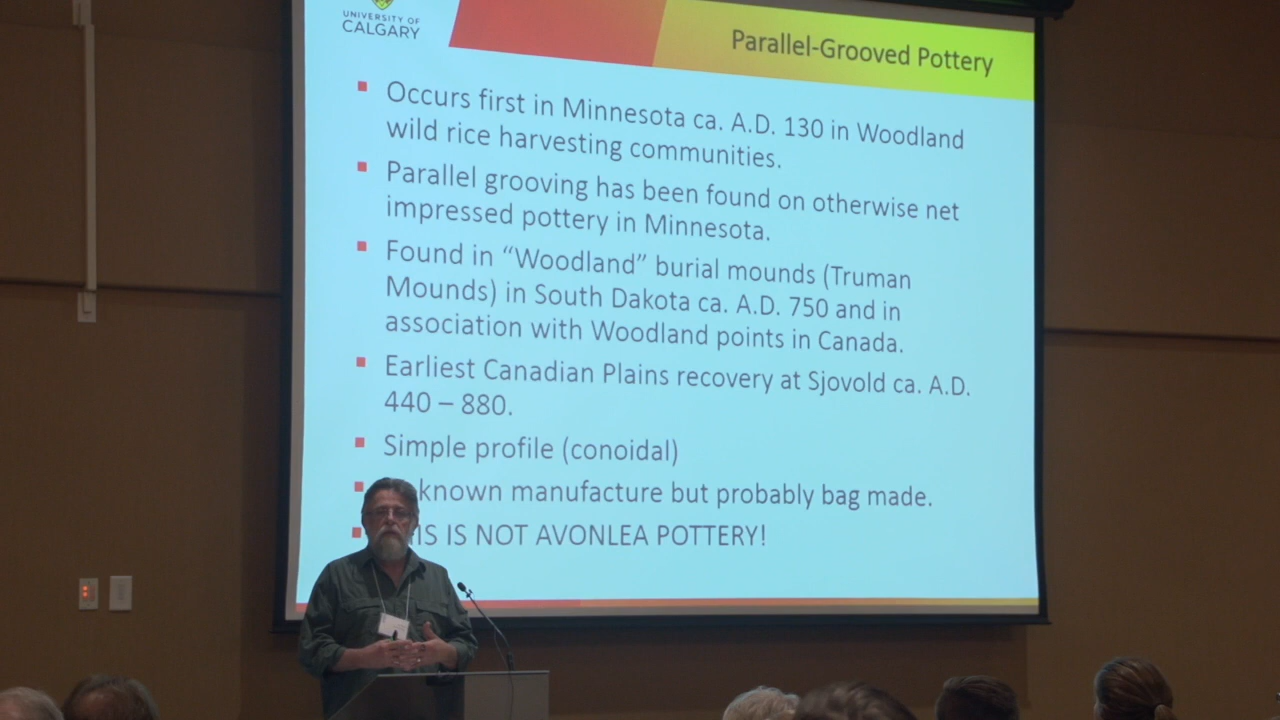 UNIVERSITY OF
CALGARY
Parallel-Grooved Pottery
Occurs first in Minnesota ca. A.D. 130 in Woodland
wild rice harvesting communities.
Parallel grooving has been found on otherwise net
impressed pottery in Minnesota.
Found in “Woodland” burial mounds (Truman
Mounds) in South Dakota ca. A.D. 750 and in
association with Woodland points in Canada.
Earliest Canadian Plains recovery at Sjovold ca. A.D.
440 – 880.
Simple profile (conoidal)
known manufacture but probably bag made.
IS IS NOT AVONLEA POTTERY!